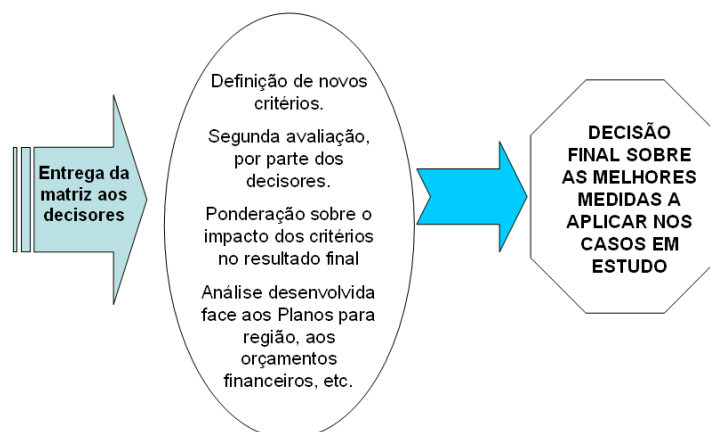 Entrega da
matriz aos
decisores
Definição de novos
critérios.
Segunda avaliação,
por parte dos
decisores.
Ponderação sobre o
impacto dos critérios
no resultado final
Análise desenvolvida
face aos Planos para
região, aos
orçamentos
financeiros, etc.
DECISÃO
FINAL SOBRE
AS MELHORES
MEDIDAS A
APLICAR NOS
CASOS EM
ESTUDO